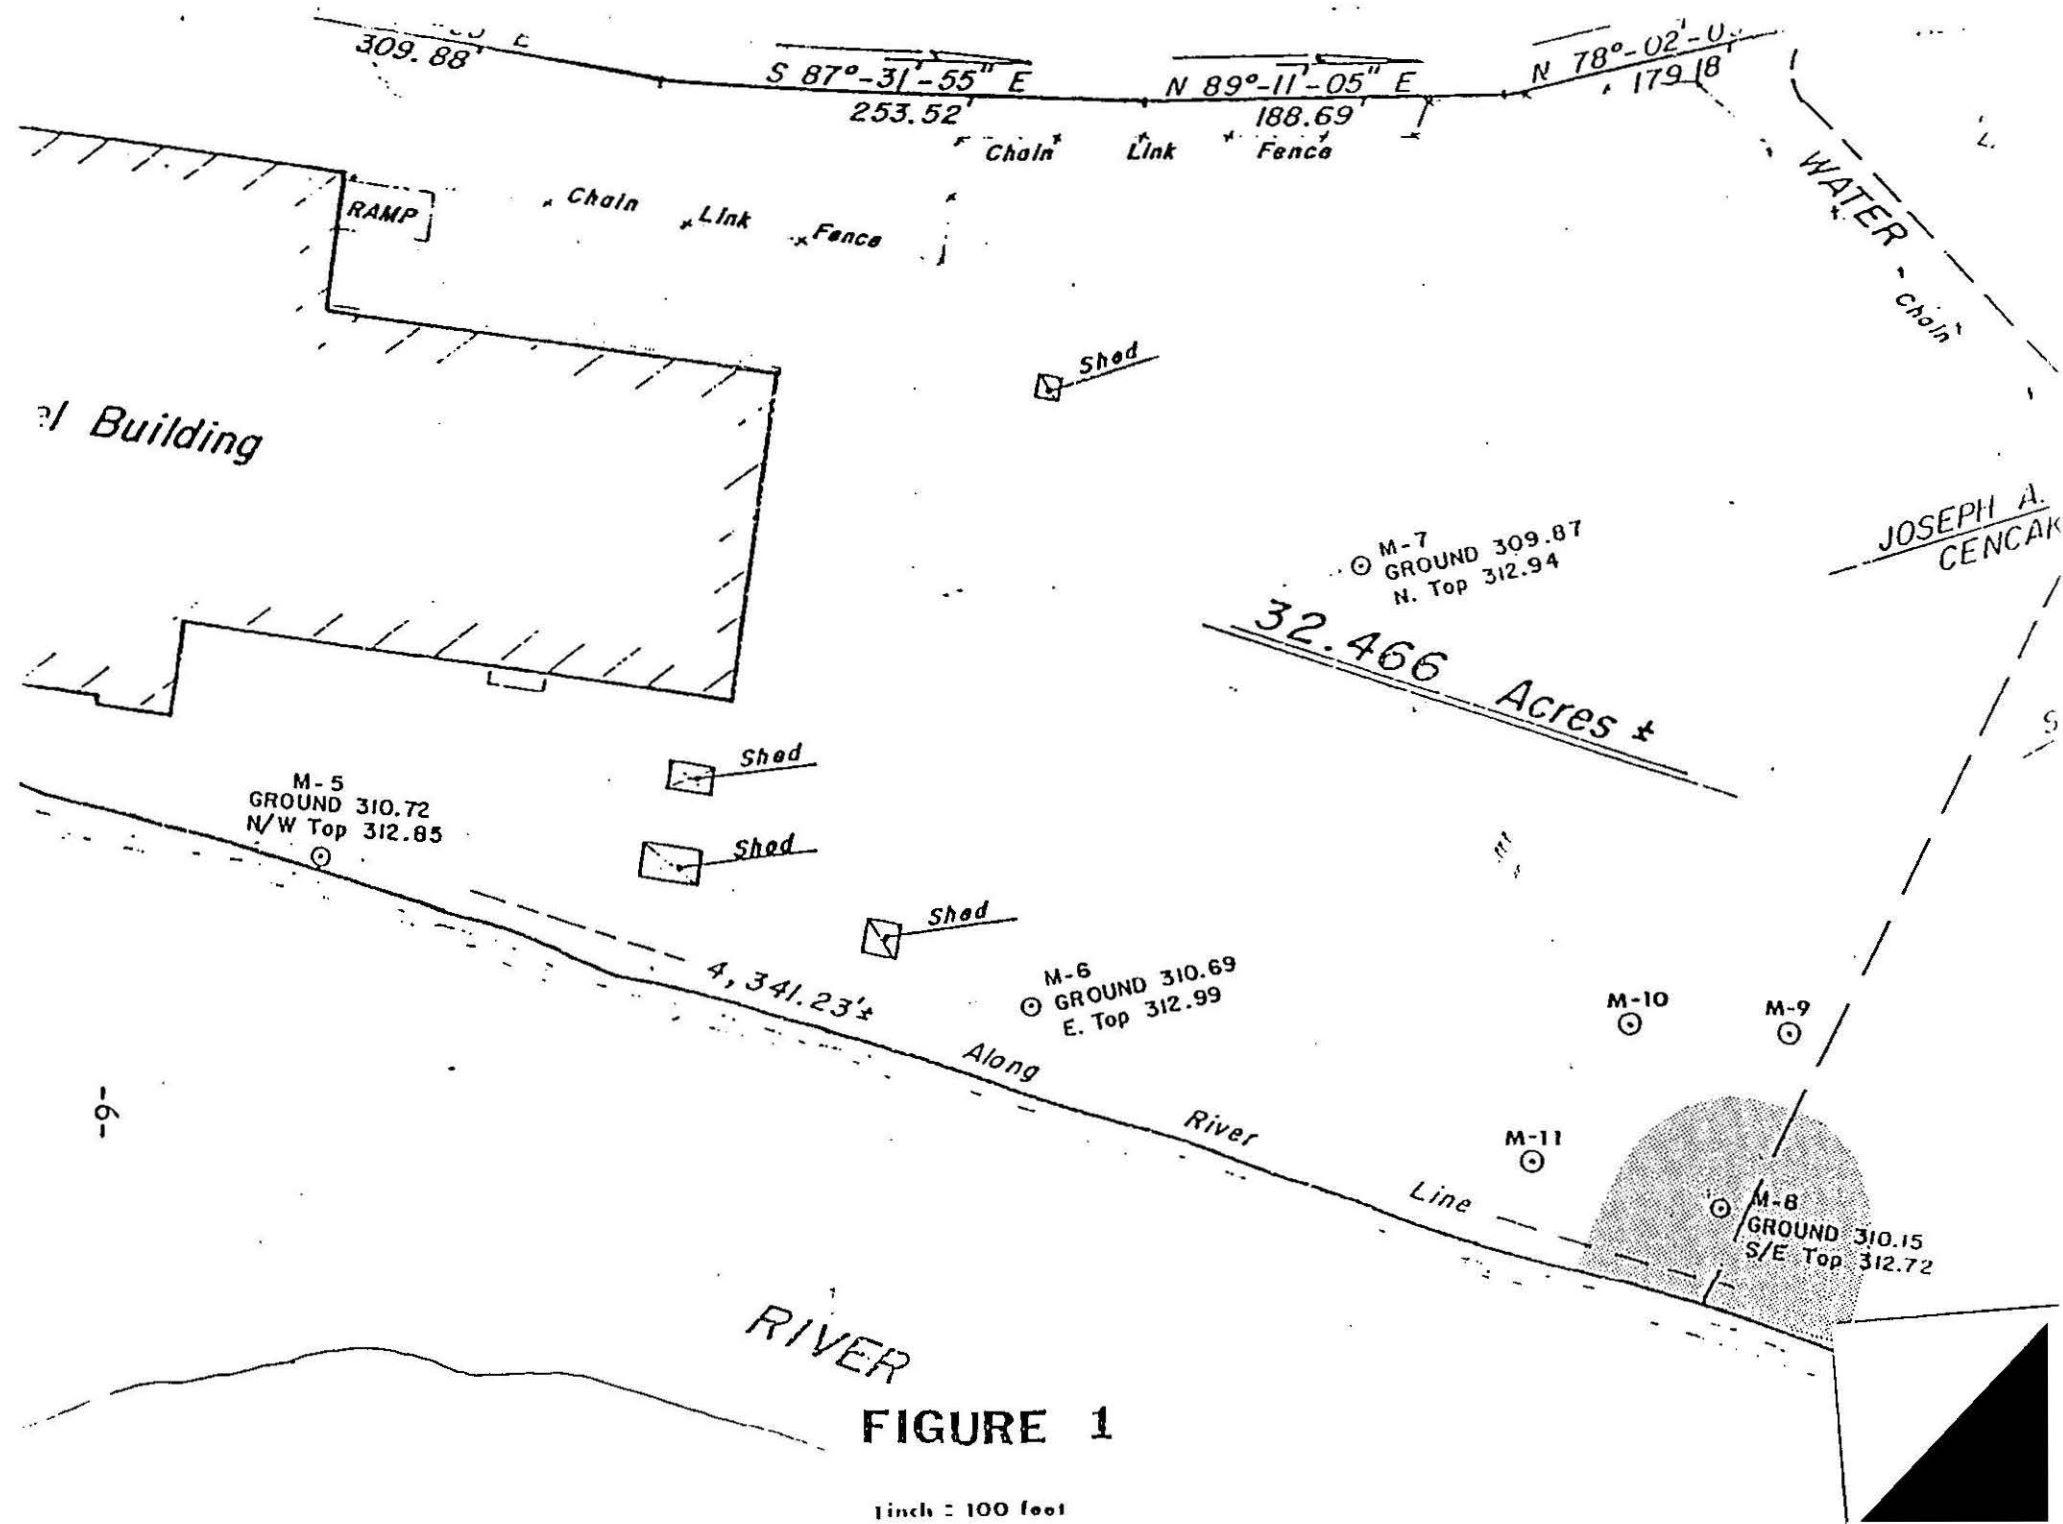 E
309.88'
S 87°-31'-55" E
253.52'
N 89°-11'-05" E
188.69'
N 78°-02'-0
179.18
Chain Link Fence
RAMP
Chain Link Fence
WATER
Chain
Shed
Building
JOSEPH A.
CENCAK
M-7
GROUND 309.87
N. Top 312.94
32.466 Acres ±
S
Shed
M-5
GROUND 310.72
N/W Top 312.85
Shed
Shed
4,341.23'±
Along
River
Line
M-6
GROUND 310.69
E. Top 312.99
M-10
M-9
M-11
M-8
GROUND 310.15
S/E Top 312.72
-9-
RIVER
FIGURE 1
1 inch = 100 feet